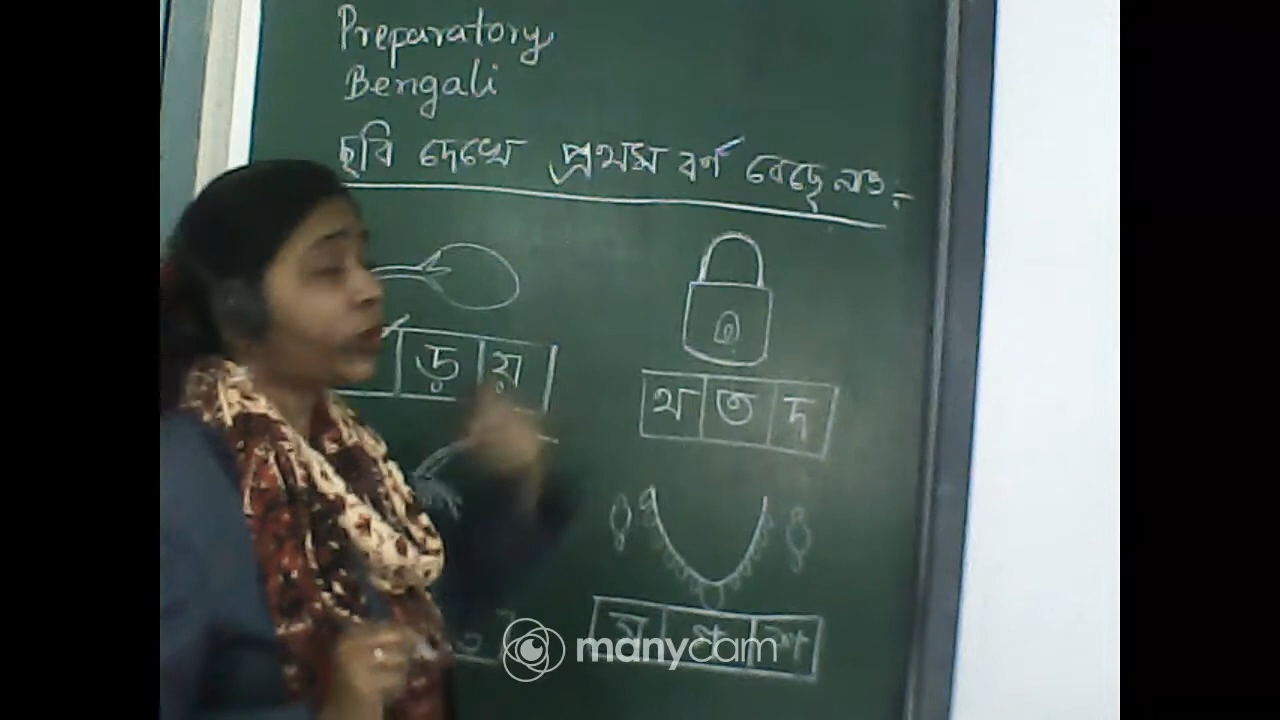 Preparatory
Bengali
ছবি দেখে প্রথম বর্ণ বেছে নাও :-
ড় য়
থ ত দ
manycam